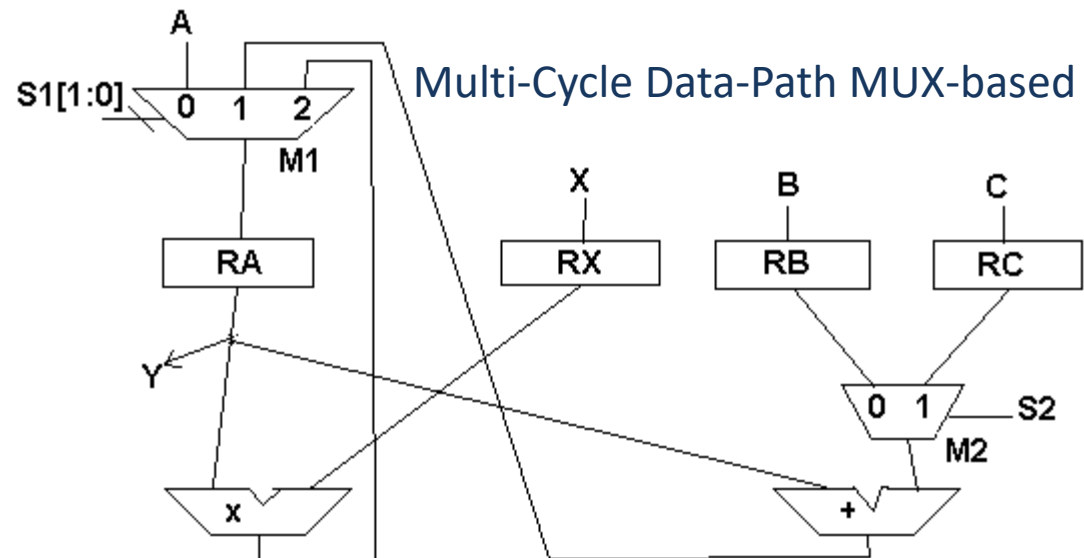 A
Multi-Cycle Data-Path MUX-based
S1[1:0]
0 1 2
M1
X B C
RA RX RB RC
Y
0 1 S2
M2
x +